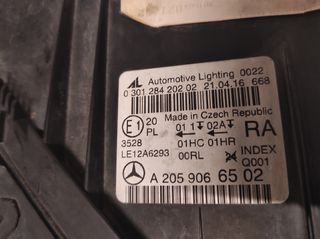 AL Automotive Lighting 0022
0 301 284 202 02 21.04.16 668
Made in Czech Republic
E1 20 PL 01 1 02A RA
3528 01HC 01HR INDEX
LE12A6293 00RL Q001
A 205 906 65 02